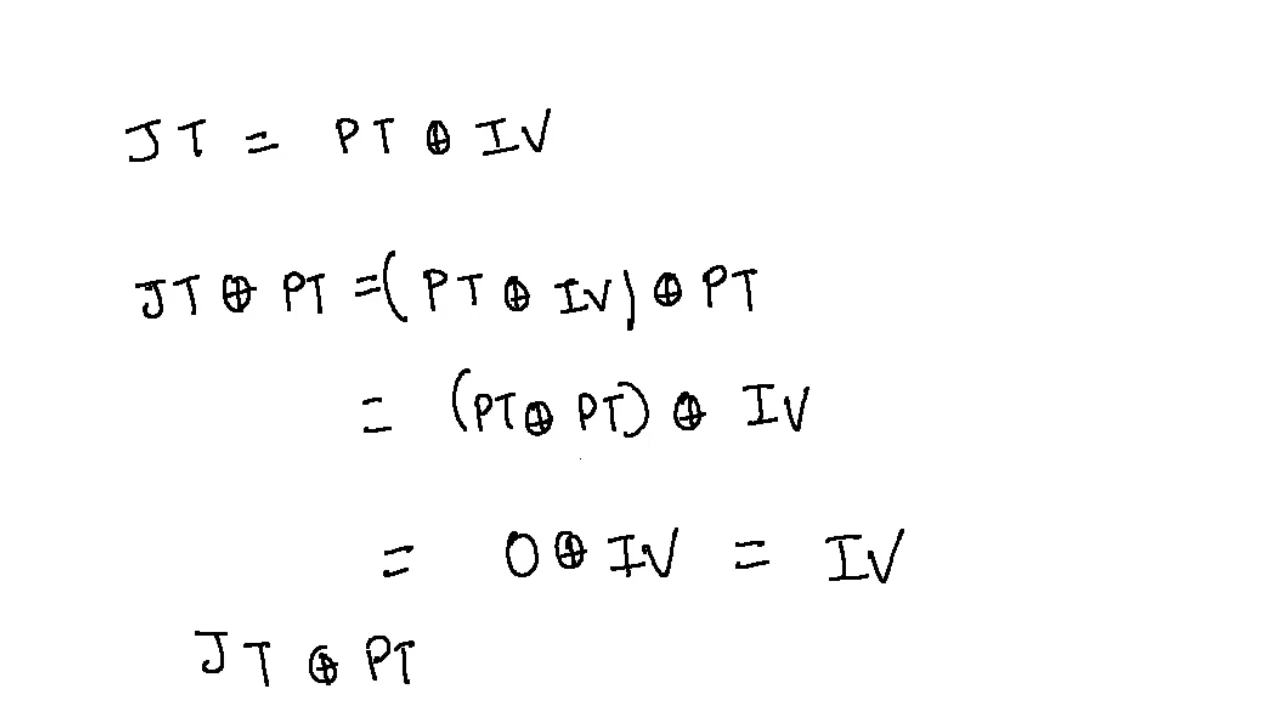 JT = PT ⊕ IV
JT ⊕ PT = (PT ⊕ IV) ⊕ PT
= (PT ⊕ PT) ⊕ IV
= 0 ⊕ IV = IV
JT ⊕ PT